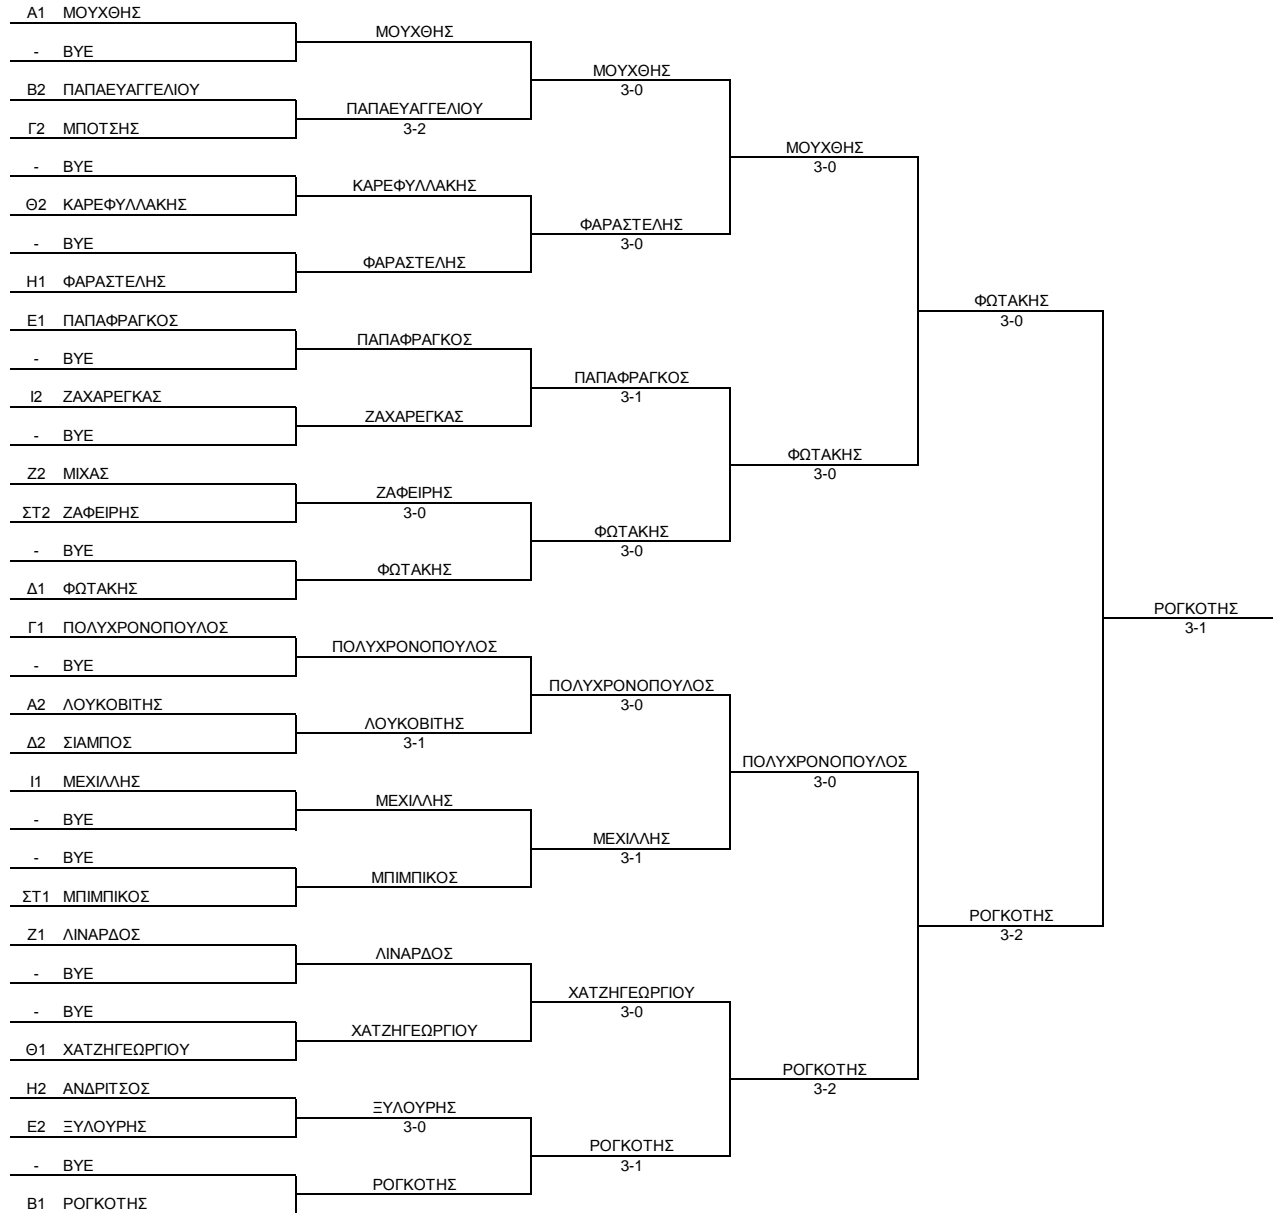 Α1 ΜΟΥΧΘΗΣ
ΜΟΥΧΘΗΣ
- BYE
ΜΟΥΧΘΗΣ
3-0
Β2 ΠΑΠΑΕΥΑΓΓΕΛΙΟΥ
ΠΑΠΑΕΥΑΓΓΕΛΙΟΥ
3-2
Γ2 ΜΠΟΤΣΗΣ
ΜΟΥΧΘΗΣ
3-0
- BYE
ΚΑΡΕΦΥΛΛΑΚΗΣ
Θ2 ΚΑΡΕΦΥΛΛΑΚΗΣ
ΦΑΡΑΣΤΕΛΗΣ
3-0
- BYE
ΦΑΡΑΣΤΕΛΗΣ
Η1 ΦΑΡΑΣΤΕΛΗΣ
ΦΩΤΑΚΗΣ
3-0
Ε1 ΠΑΠΑΦΡΑΓΚΟΣ
ΠΑΠΑΦΡΑΓΚΟΣ
- BYE
ΠΑΠΑΦΡΑΓΚΟΣ
3-1
Ι2 ΖΑΧΑΡΕΓΚΑΣ
ΖΑΧΑΡΕΓΚΑΣ
- BYE
ΦΩΤΑΚΗΣ
3-0
Ζ2 ΜΙΧΑΣ
ΖΑΦΕΙΡΗΣ
3-0
ΣΤ2 ΖΑΦΕΙΡΗΣ
ΦΩΤΑΚΗΣ
3-0
- BYE
ΦΩΤΑΚΗΣ
Δ1 ΦΩΤΑΚΗΣ
ΡΟΓΚΟΤΗΣ
3-1
Γ1 ΠΟΛΥΧΡΟΝΟΠΟΥΛΟΣ
ΠΟΛΥΧΡΟΝΟΠΟΥΛΟΣ
- BYE
ΠΟΛΥΧΡΟΝΟΠΟΥΛΟΣ
3-0
Α2 ΛΟΥΚΟΒΙΤΗΣ
ΛΟΥΚΟΒΙΤΗΣ
3-1
Δ2 ΣΙΑΜΠΟΣ
ΠΟΛΥΧΡΟΝΟΠΟΥΛΟΣ
3-0
Ι1 ΜΕΧΙΛΛΗΣ
ΜΕΧΙΛΛΗΣ
- BYE
ΜΕΧΙΛΛΗΣ
3-1
- BYE
ΜΠΙΜΠΙΚΟΣ
ΣΤ1 ΜΠΙΜΠΙΚΟΣ
ΡΟΓΚΟΤΗΣ
3-2
Ζ1 ΛΙΝΑΡΔΟΣ
ΛΙΝΑΡΔΟΣ
- BYE
ΧΑΤΖΗΓΕΩΡΓΙΟΥ
3-0
- BYE
ΧΑΤΖΗΓΕΩΡΓΙΟΥ
Θ1 ΧΑΤΖΗΓΕΩΡΓΙΟΥ
ΡΟΓΚΟΤΗΣ
3-2
Η2 ΑΝΔΡΙΤΣΟΣ
ΞΥΛΟΥΡΗΣ
3-0
Ε2 ΞΥΛΟΥΡΗΣ
ΡΟΓΚΟΤΗΣ
3-1
- BYE
ΡΟΓΚΟΤΗΣ
Β1 ΡΟΓΚΟΤΗΣ